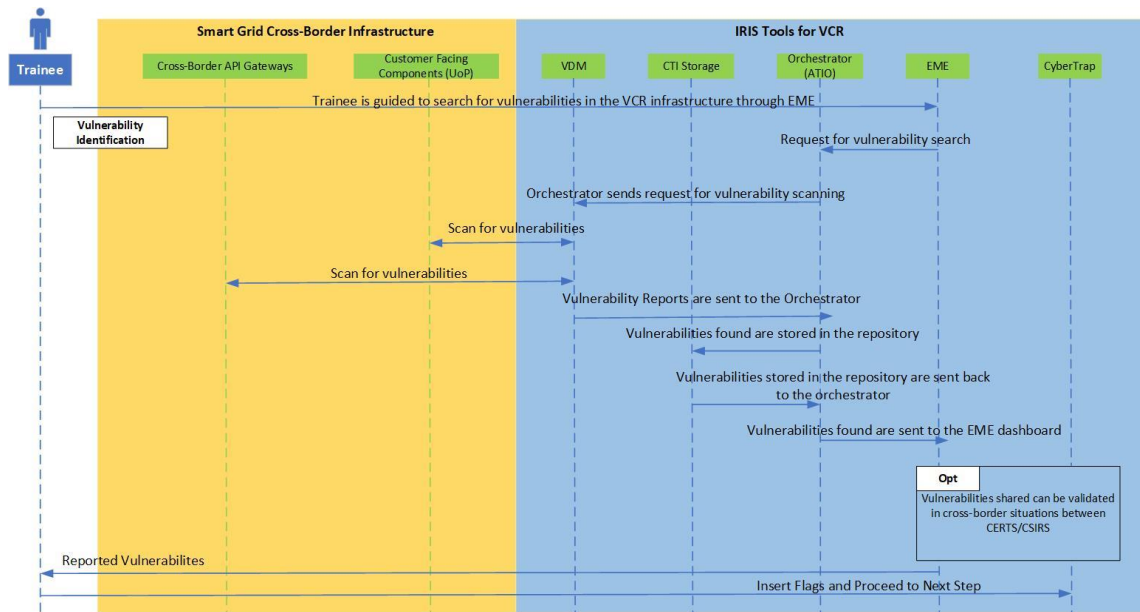 Smart Grid Cross-Border Infrastructure
IRIS Tools for VCR
Trainee
Cross-Border API Gateways
Customer Facing
Components (UoP)
VDM
CTI Storage
Orchestrator
(ATIO)
EME
CyberTrap
Trainee is guided to search for vulnerabilities in the VCR infrastructure through EME
Vulnerability
Identification
Request for vulnerability search
Orchestrator sends request for vulnerability scanning
Scan for vulnerabilities
Scan for vulnerabilities
Vulnerability Reports are sent to the Orchestrator
Vulnerabilities found are stored in the repository
Vulnerabilities stored in the repository are sent back
to the orchestrator
Vulnerabilities found are sent to the EME dashboard
Opt
Vulnerabilities shared can be validated
in cross-border situations between
CERTS/CSIRS
Reported Vulnerabilites
Insert Flags and Proceed to Next Step